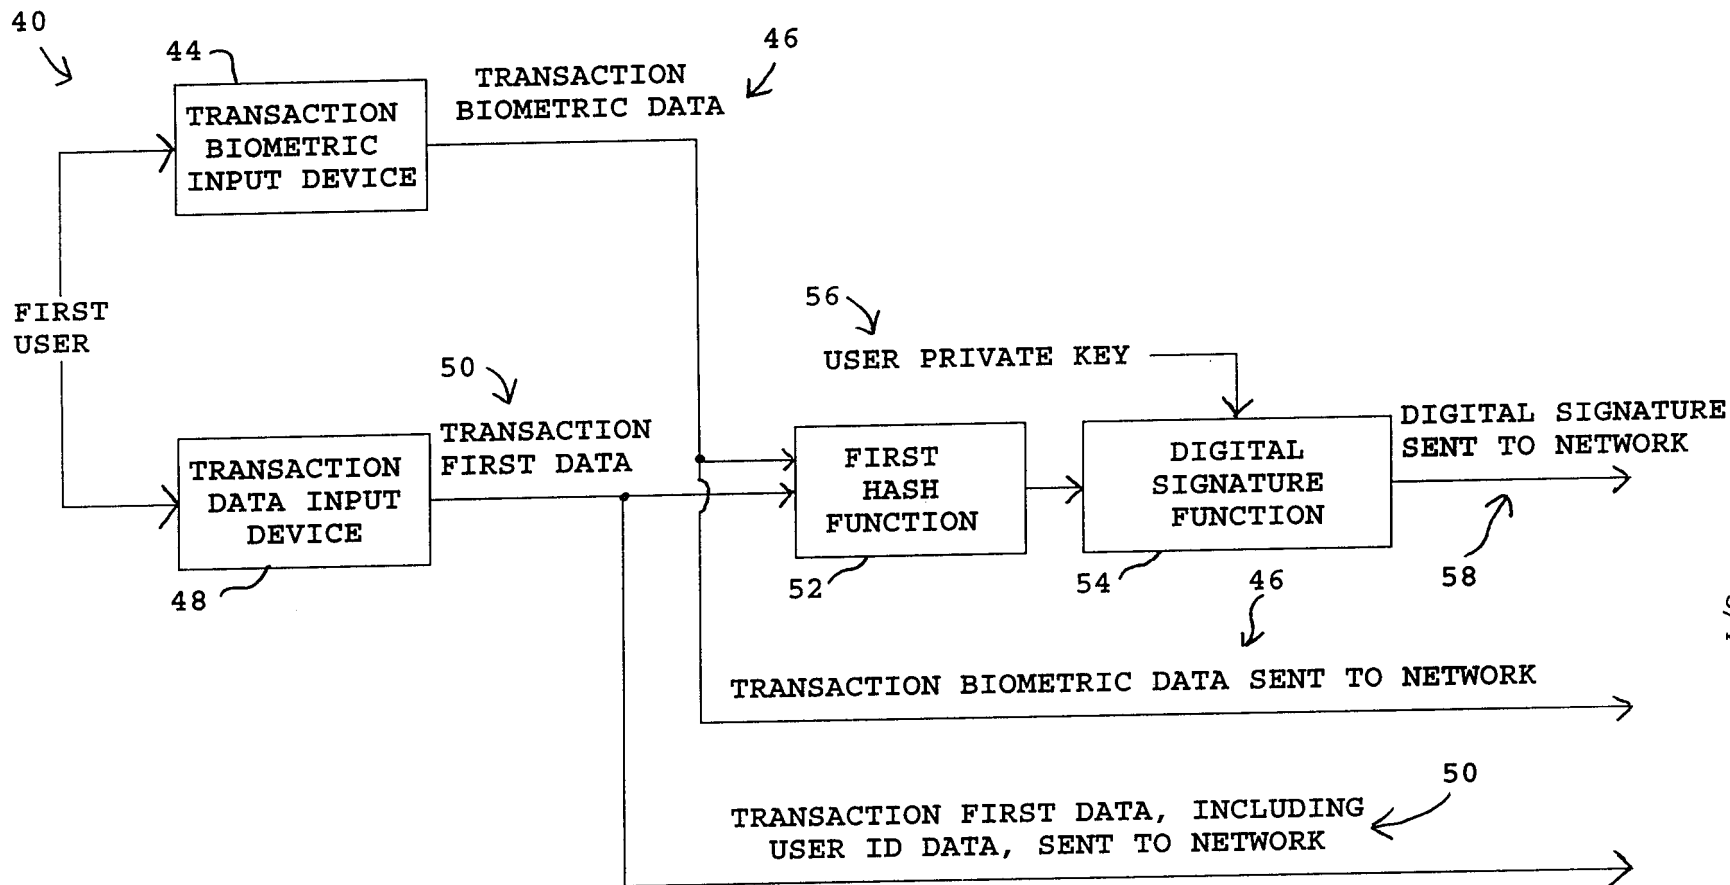 40
44
46
TRANSACTION
BIOMETRIC DATA
TRANSACTION
BIOMETRIC
INPUT DEVICE
FIRST
USER
56
USER PRIVATE KEY
50
TRANSACTION
FIRST DATA
TRANSACTION
DATA INPUT
DEVICE
48
FIRST
HASH
FUNCTION
52
DIGITAL
SIGNATURE
FUNCTION
54
DIGITAL SIGNATURE
SENT TO NETWORK
58
46
TRANSACTION BIOMETRIC DATA SENT TO NETWORK
50
TRANSACTION FIRST DATA, INCLUDING
USER ID DATA, SENT TO NETWORK